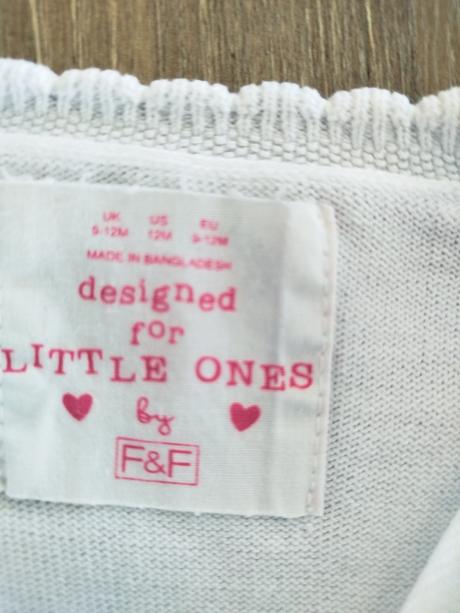 UK US EU
9-12M 12M 9-12M
MADE IN BANGLADESH
designed
for
LITTLE ONES
by
F&F